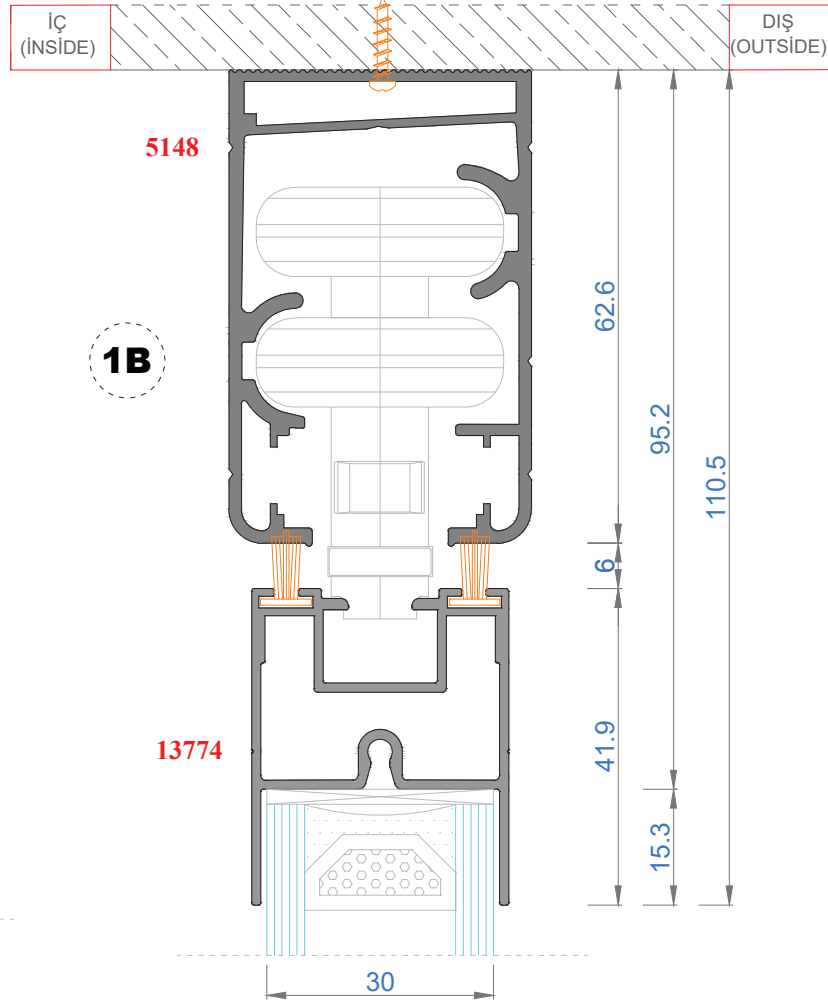 İÇ
(İNSİDE)
DIŞ
(OUTSİDE)
5148
1B
62.6
95.2
110.5
6
41.9
13774
15.3
30